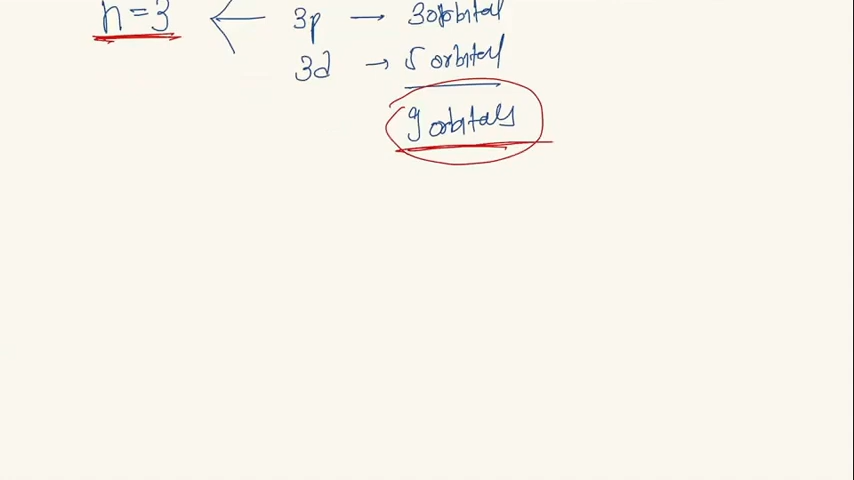 n=3
3p → 3 orbital
3d → 5 orbital
9 orbitals